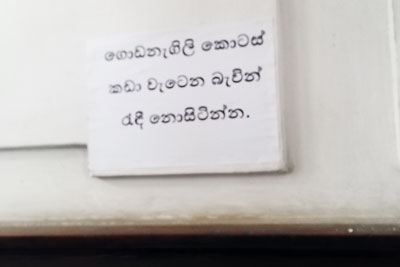 ගොඩනැගිලි කොටස්
කඩා වැටෙන බැවින්
රැඳී නොසිටින්න.